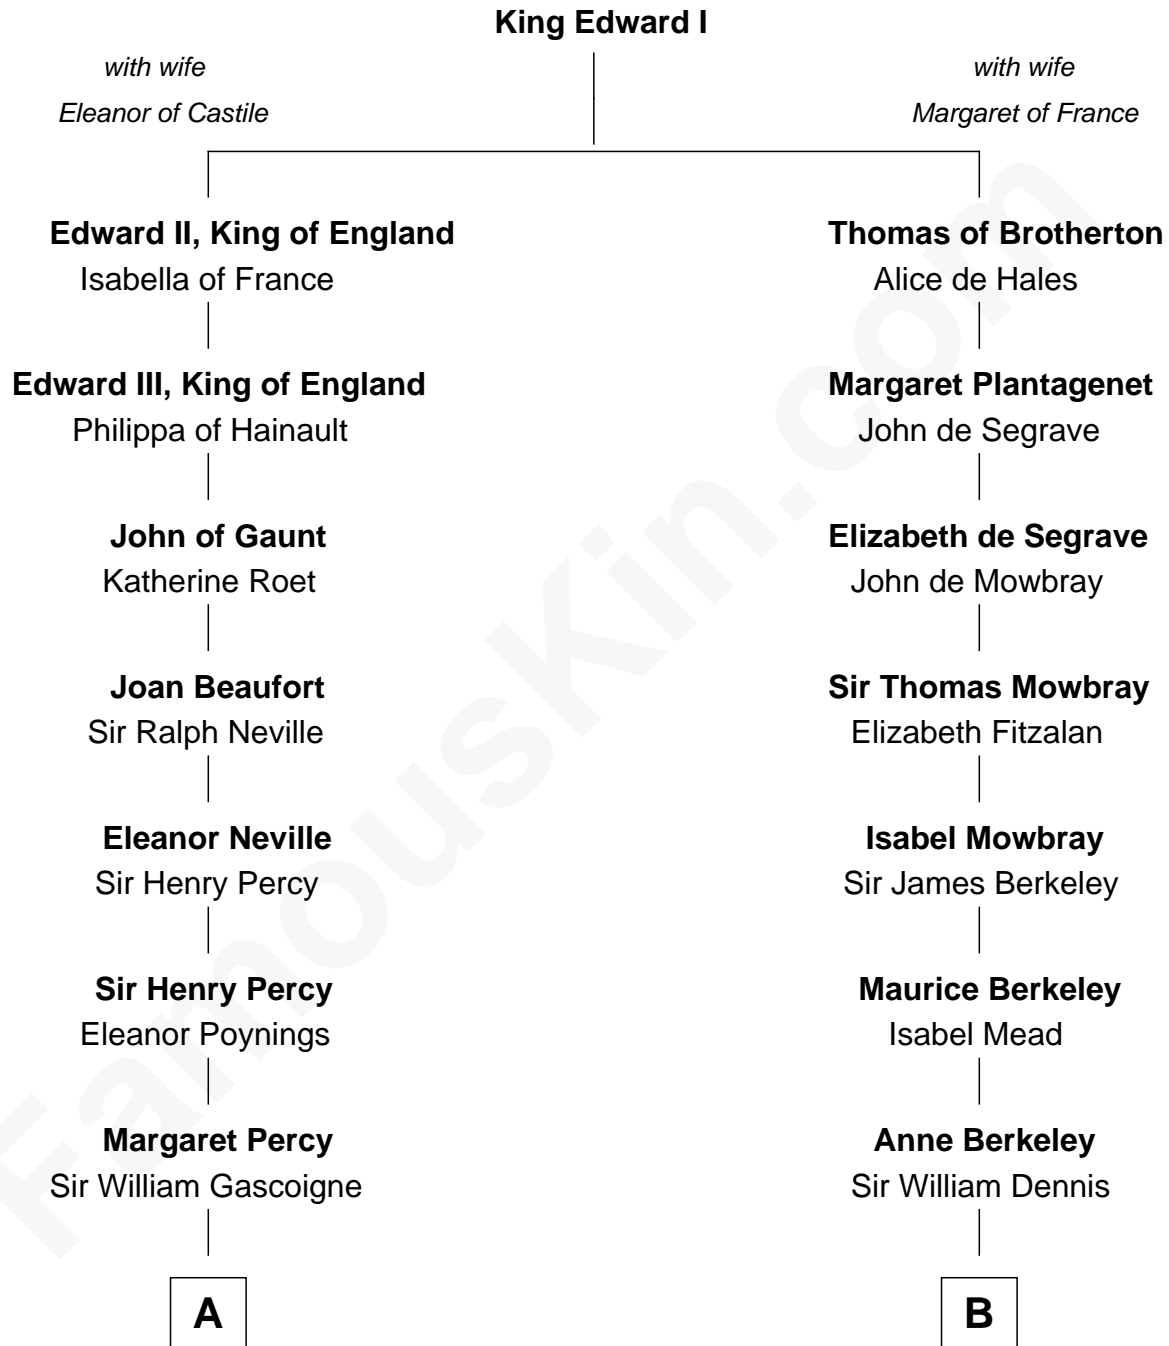 King Edward I
with wife
Eleanor of Castile
with wife
Margaret of France
Edward II, King of England
Isabella of France
Thomas of Brotherton
Alice de Hales
Edward III, King of England
Philippa of Hainault
Margaret Plantagenet
John de Segrave
John of Gaunt
Katherine Roet
Elizabeth de Segrave
John de Mowbray
Joan Beaufort
Sir Ralph Neville
Sir Thomas Mowbray
Elizabeth Fitzalan
Eleanor Neville
Sir Henry Percy
Isabel Mowbray
Sir James Berkeley
Sir Henry Percy
Eleanor Poynings
Maurice Berkeley
Isabel Mead
Margaret Percy
Sir William Gascoigne
Anne Berkeley
Sir William Dennis
A
B
FamousKin.com